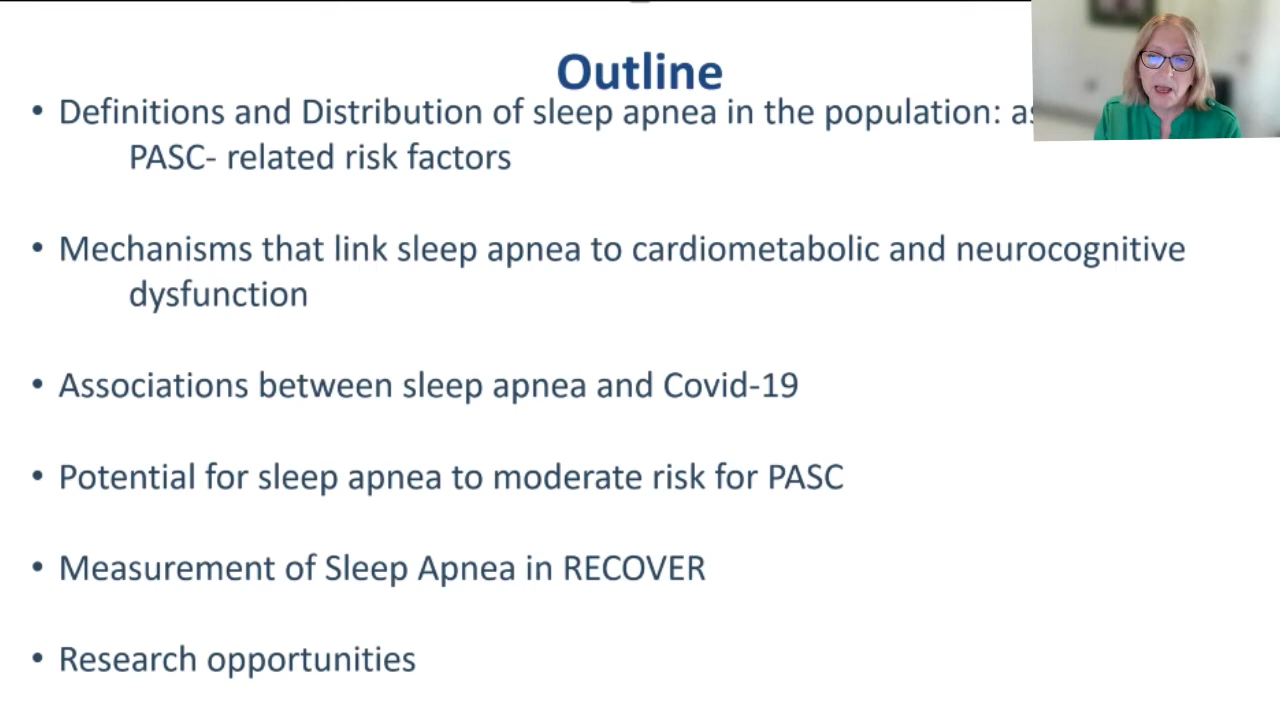 Outline
• Definitions and Distribution of sleep apnea in the population:
PASC- related risk factors
• Mechanisms that link sleep apnea to cardiometabolic and neurocognitive
dysfunction
• Associations between sleep apnea and Covid-19
• Potential for sleep apnea to moderate risk for PASC
• Measurement of Sleep Apnea in RECOVER
• Research opportunities